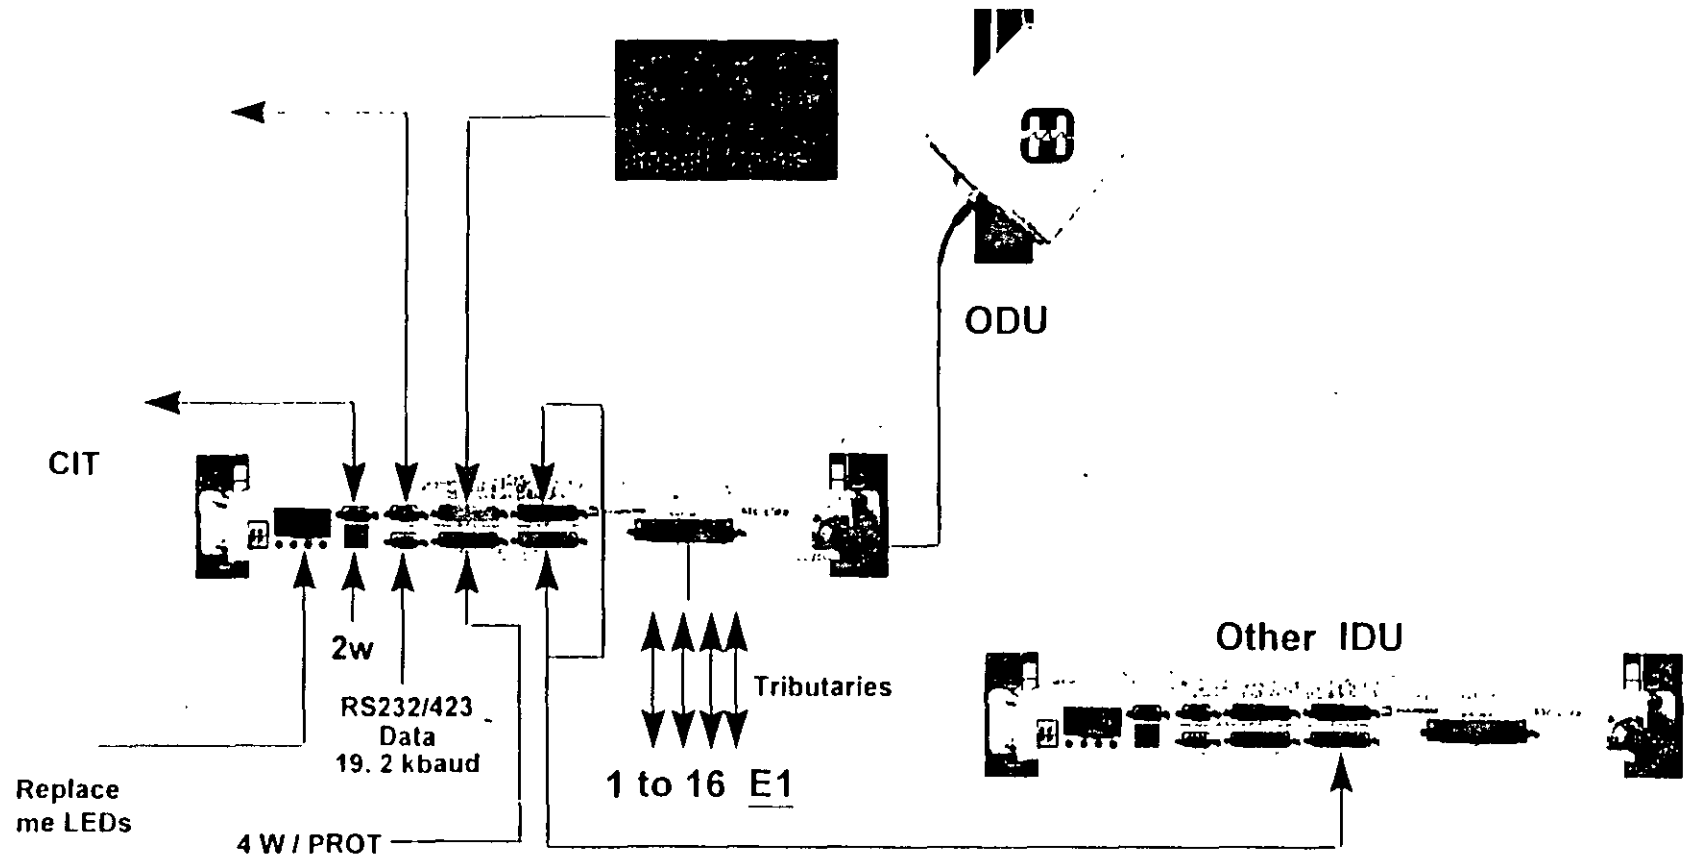 ODU
CIT
2w
Other IDU
Tributaries
RS232/423
Data
19. 2 kbaud
1 to 16 E1
Replace
me LEDs
4 W / PROT